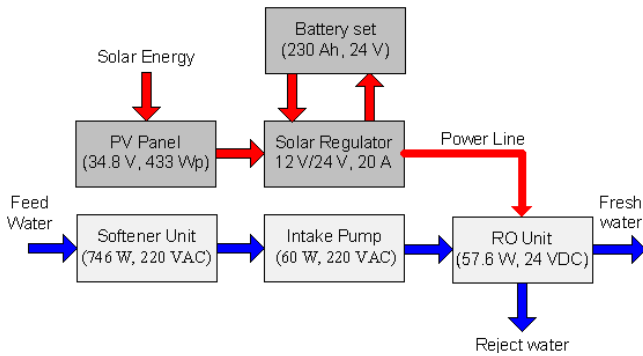 Battery set
(230 Ah, 24 V)
Solar Energy
PV Panel
(34.8 V, 433 Wp)
Solar Regulator
12 V/24 V, 20 A
Power Line
Feed
Water
Softener Unit
(746 W, 220 VAC)
Intake Pump
(60 W, 220 VAC)
RO Unit
(57.6 W, 24 VDC)
Fresh
water
Reject water